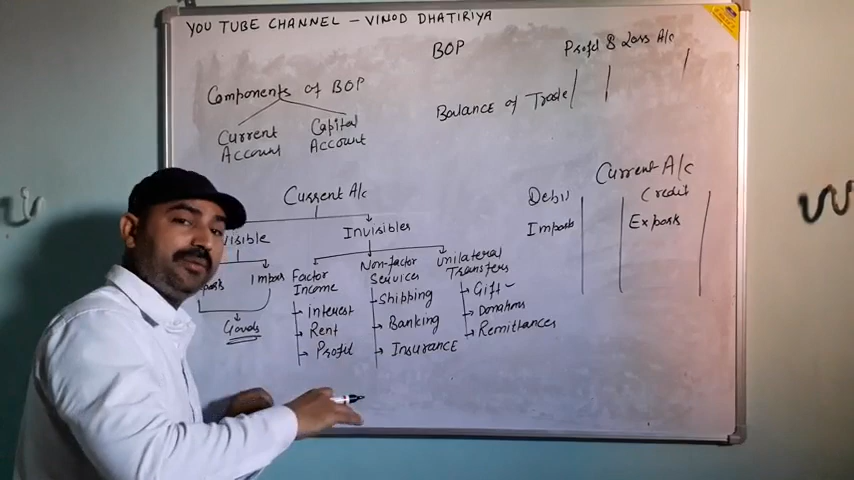 YOU TUBE CHANNEL - VINOD DHATIRIYA
BOP
Profit & Loss A/c
Components of BOP
Current Account
Capital Account
Balance of Trade
Current A/c
Debit
Credit
Imports
Exports
Current A/c
Visible
Invisibles
Imports
Goods
Factor Income
interest
Rent
Profit
Non-factor Services
Shipping
Banking
Insurance
Unilateral Transfers
Gift
Donations
Remittances